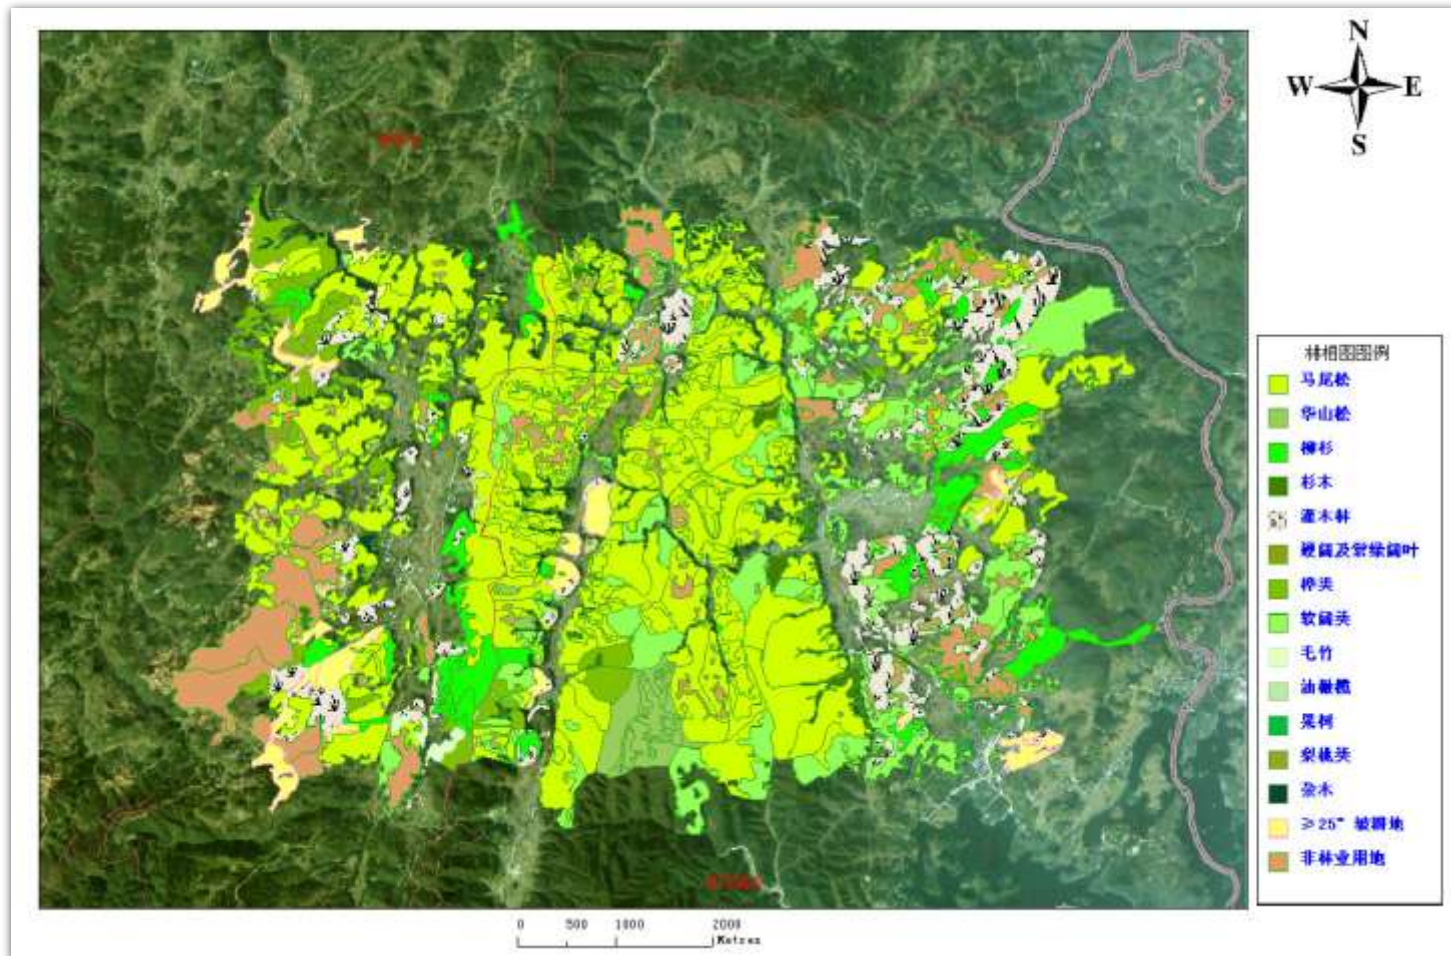 N
W E
S
林相图图例
马尾松
华山松
柳杉
杉木
灌木林
硬阔及常绿阔叶
桦类
软阔类
毛竹
油橄榄
果树
梨桃类
杂木
≥25°坡耕地
非林业用地
0 500 1000 2000
Metres